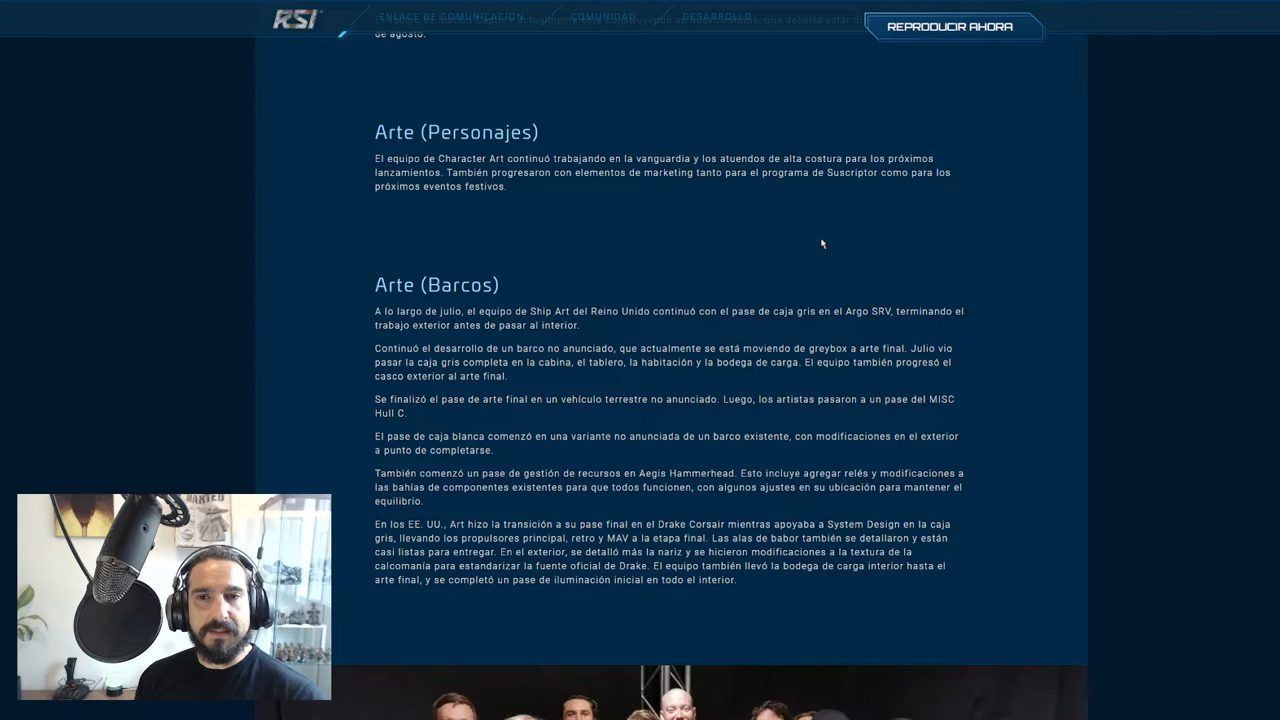 RSI
ENLACE DE COMUNICACIÓN
COMUNIDAD
DESARROLLO
REPRODUCIR AHORA
de agosto.
Arte (Personajes)
El equipo de Character Art continuó trabajando en la vanguardia y los atuendos de alta costura para los próximos
lanzamientos. También progresaron con elementos de marketing tanto para el programa de Suscriptor como para los
próximos eventos festivos.
Arte (Barcos)
A lo largo de julio, el equipo de Ship Art del Reino Unido continuó con el pase de caja gris en el Argo SRV, terminando el
trabajo exterior antes de pasar al interior.
Continuó el desarrollo de un barco no anunciado, que actualmente se está moviendo de greybox a arte final. Julio vio
pasar la caja gris completa en la cabina, el tablero, la habitación y la bodega de carga. El equipo también progresó el
casco exterior al arte final.
Se finalizó el pase de arte final en un vehículo terrestre no anunciado. Luego, los artistas pasaron a un pase del MISC
Hull C.
El pase de caja blanca comenzó en una variante no anunciada de un barco existente, con modificaciones en el exterior
a punto de completarse.
También comenzó un pase de gestión de recursos en Aegis Hammerhead. Esto incluye agregar relés y modificaciones a
las bahías de componentes existentes para que todos funcionen, con algunos ajustes en su ubicación para mantener el
equilibrio.
En los EE. UU., Art hizo la transición a su pase final en el Drake Corsair mientras apoyaba a System Design en la caja
gris, llevando los propulsores principal, retro y MAV a la etapa final. Las alas de babor también se detallaron y están
casi listas para entregar. En el exterior, se detalló más la nariz y se hicieron modificaciones a la textura de la
calcomanía para estandarizar la fuente oficial de Drake. El equipo también llevó la bodega de carga interior hasta el
arte final, y se completó un pase de iluminación inicial en todo el interior.
WANTED